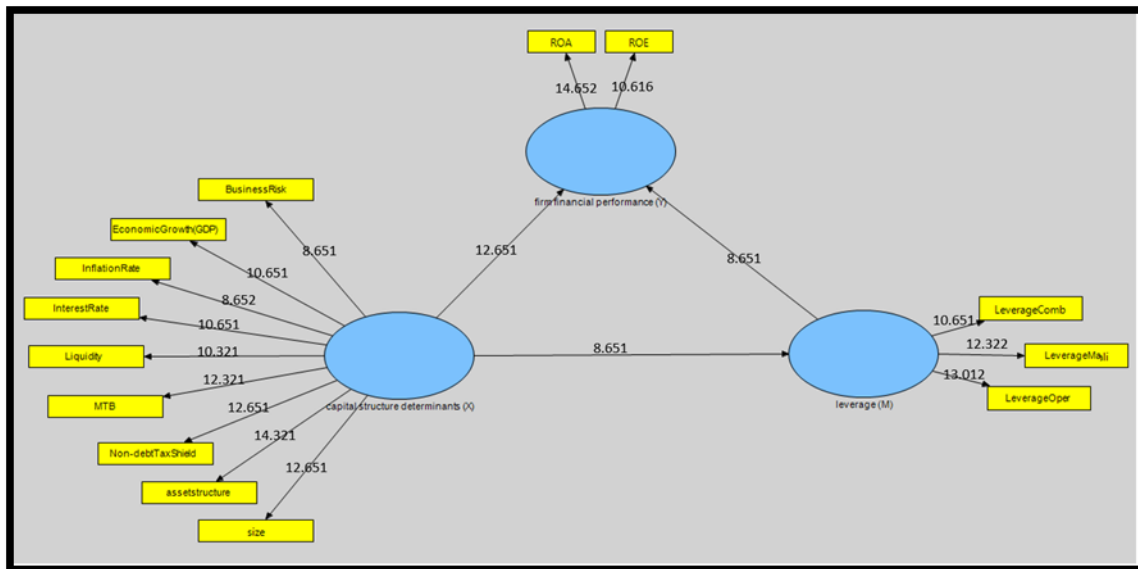 ROA
ROE
14.652
10.616
firm financial performance (Y)
BusinessRisk
EconomicGrowth(GDP)
InflationRate
InterestRate
Liquidity
MTB
Non-debtTaxShield
assetstructure
size
8.651
10.651
8.652
10.651
10.321
12.321
12.651
14.321
12.651
capital structure determinants (X)
12.651
8.651
8.651
leverage (M)
10.651
12.322
13.012
LeverageComb
LeverageOper